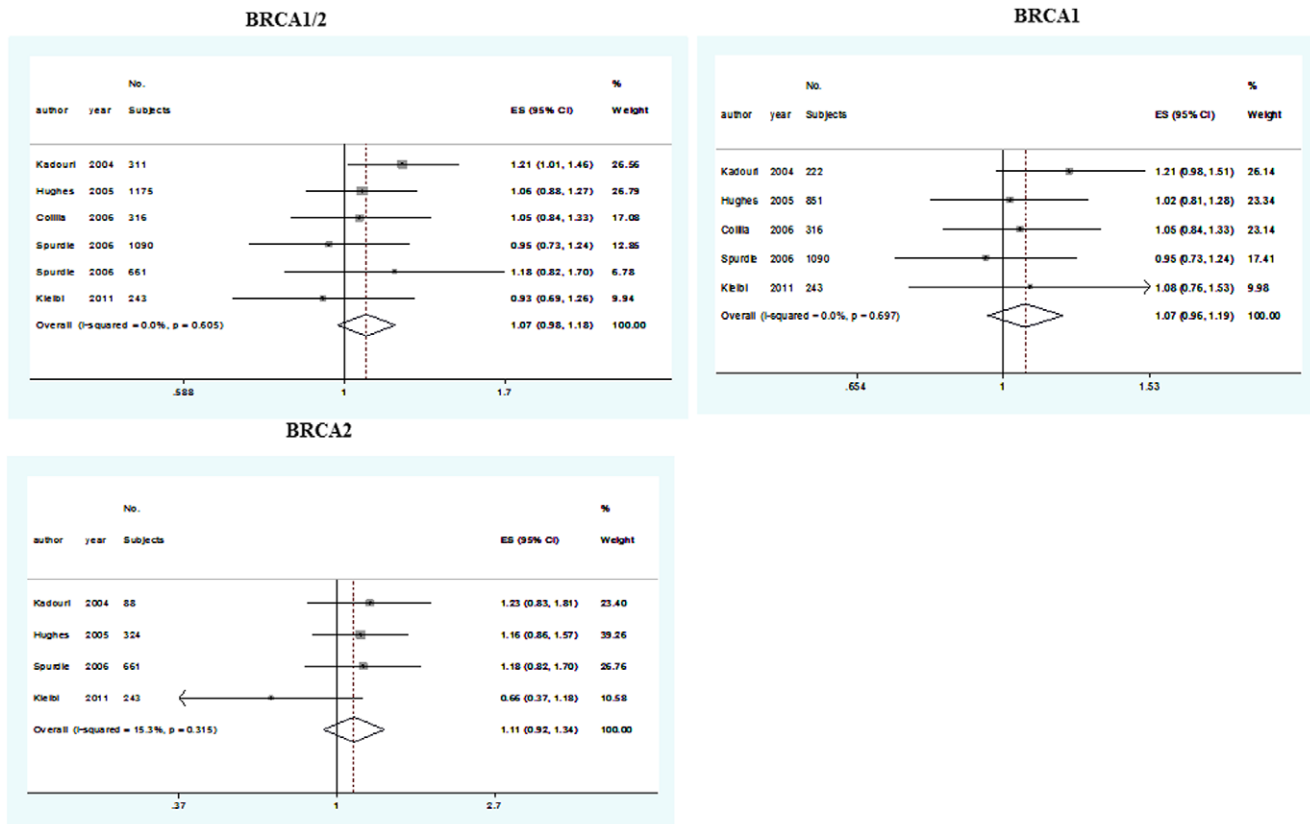 BRCA1/2
No. %
author year Subjects ES (95% CI) Weight
Kadouri 2004 311 1.21 (1.01, 1.46) 26.56
Hughes 2005 1175 1.06 (0.88, 1.27) 26.79
Colilla 2006 316 1.05 (0.84, 1.33) 17.08
Spurdle 2006 1090 0.95 (0.73, 1.24) 12.85
Spurdle 2006 661 1.18 (0.82, 1.70) 6.78
Kleibl 2011 243 0.93 (0.69, 1.26) 9.94
Overall (I-squared = 0.0%, p = 0.605) 1.07 (0.98, 1.18) 100.00
.588 1 1.7
BRCA1
No. %
author year Subjects ES (95% CI) Weight
Kadouri 2004 222 1.21 (0.98, 1.51) 26.14
Hughes 2005 851 1.02 (0.81, 1.28) 23.34
Colilla 2006 316 1.05 (0.84, 1.33) 23.14
Spurdle 2006 1090 0.95 (0.73, 1.24) 17.41
Kleibl 2011 243 1.08 (0.76, 1.53) 9.98
Overall (I-squared = 0.0%, p = 0.697) 1.07 (0.96, 1.19) 100.00
.654 1 1.53
BRCA2
No. %
author year Subjects ES (95% CI) Weight
Kadouri 2004 88 1.23 (0.83, 1.81) 23.40
Hughes 2005 324 1.16 (0.86, 1.57) 39.26
Spurdle 2006 661 1.18 (0.82, 1.70) 26.76
Kleibl 2011 243 0.66 (0.37, 1.18) 10.58
Overall (I-squared = 15.3%, p = 0.315) 1.11 (0.92, 1.34) 100.00
.37 1 2.7